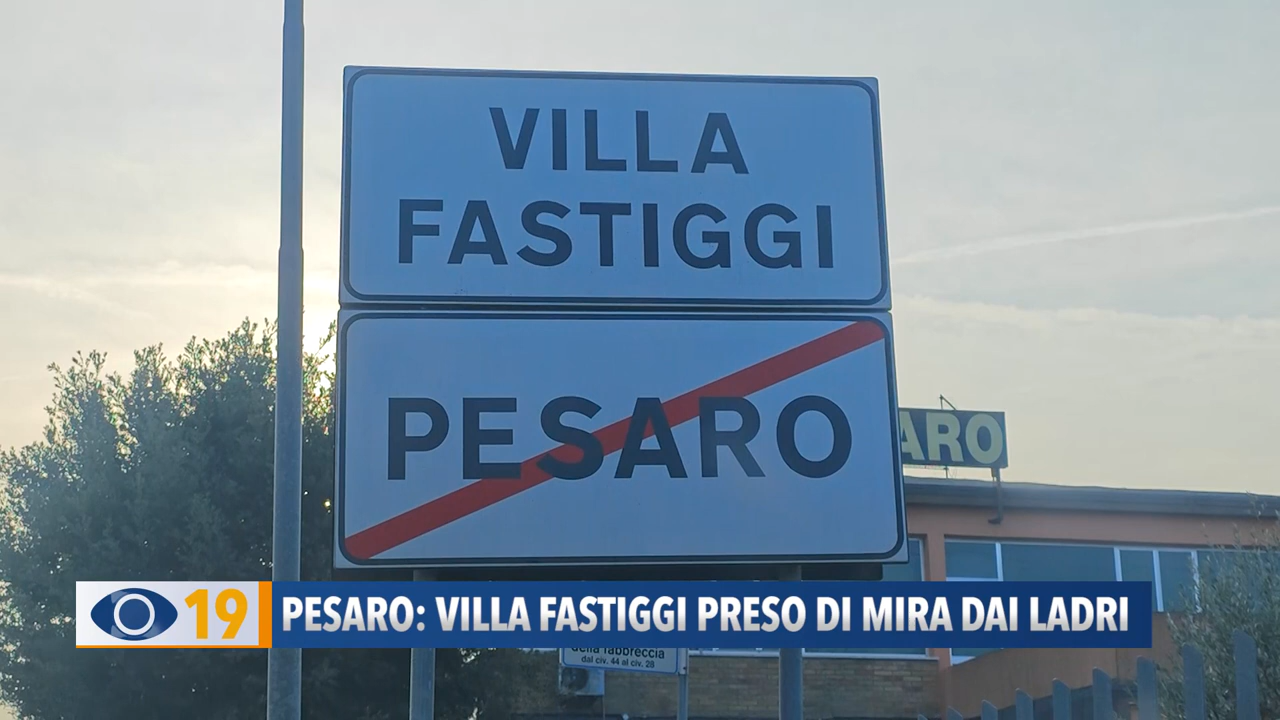 VILLA
FASTIGGI
PESARO
ARO
19
PESARO: VILLA FASTIGGI PRESO DI MIRA DAI LADRI
della fabbreccia
dal civ. 44 al civ. 28